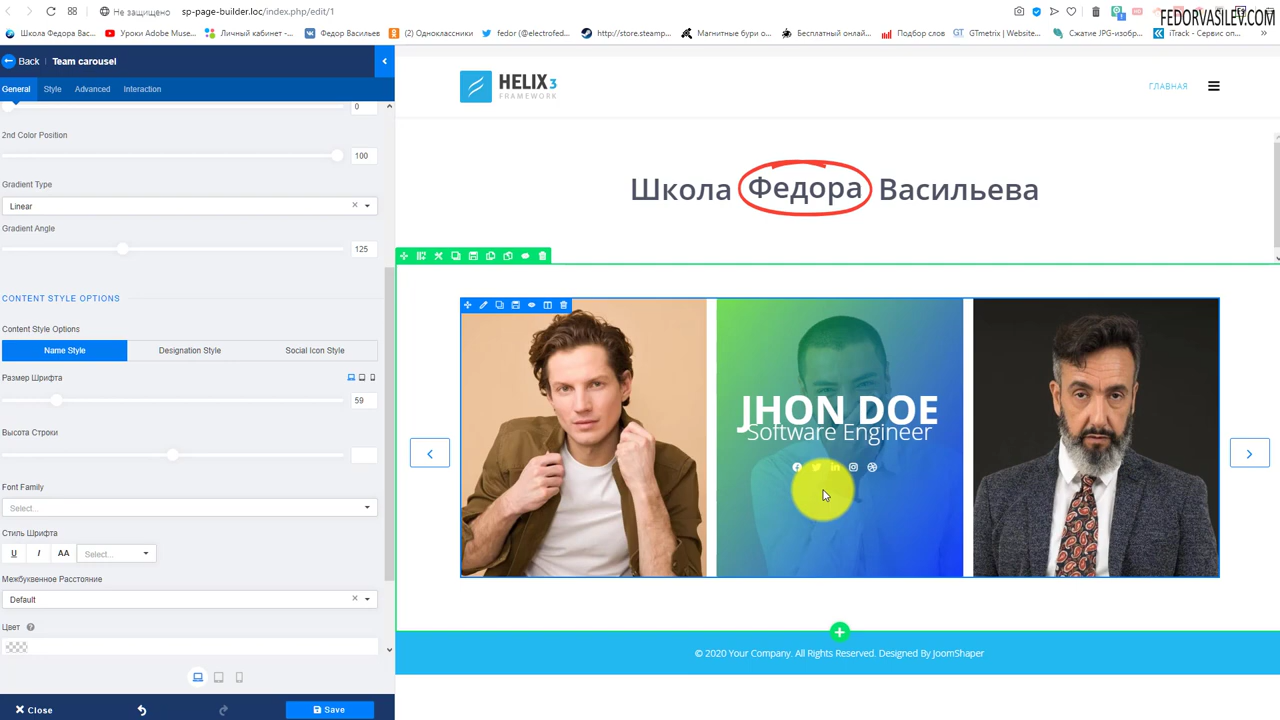 Не защищено
sp-page-builder.loc/index.php/edit/1
FEDORVASILEV.COM
Школа Федора Вас...
Уроки Adobe Muse...
Личный кабинет -...
Федор Васильев
(2) Одноклассники
fedor (@electrofed...
http://store.steamp...
Магнитные бури о...
Бесплатный онлай...
Подбор слов
GTmetrix | Website...
Сжатие JPG-изобр...
iTrack - Сервис оп...
Back
Team carousel
General
Style
Advanced
Interaction
0
2nd Color Position
100
Gradient Type
Linear
Gradient Angle
125
CONTENT STYLE OPTIONS
Content Style Options
Name Style
Designation Style
Social Icon Style
Размер Шрифта
59
Высота Строки
Font Family
Select...
Стиль Шрифта
U I AA Select...
Межбуквенное Расстояние
Default
Цвет
Close
Save
HELIX3
FRAMEWORK
ГЛАВНАЯ
Школа Федора Васильева
JHON DOE
Software Engineer
© 2020 Your Company. All Rights Reserved. Designed By JoomShaper